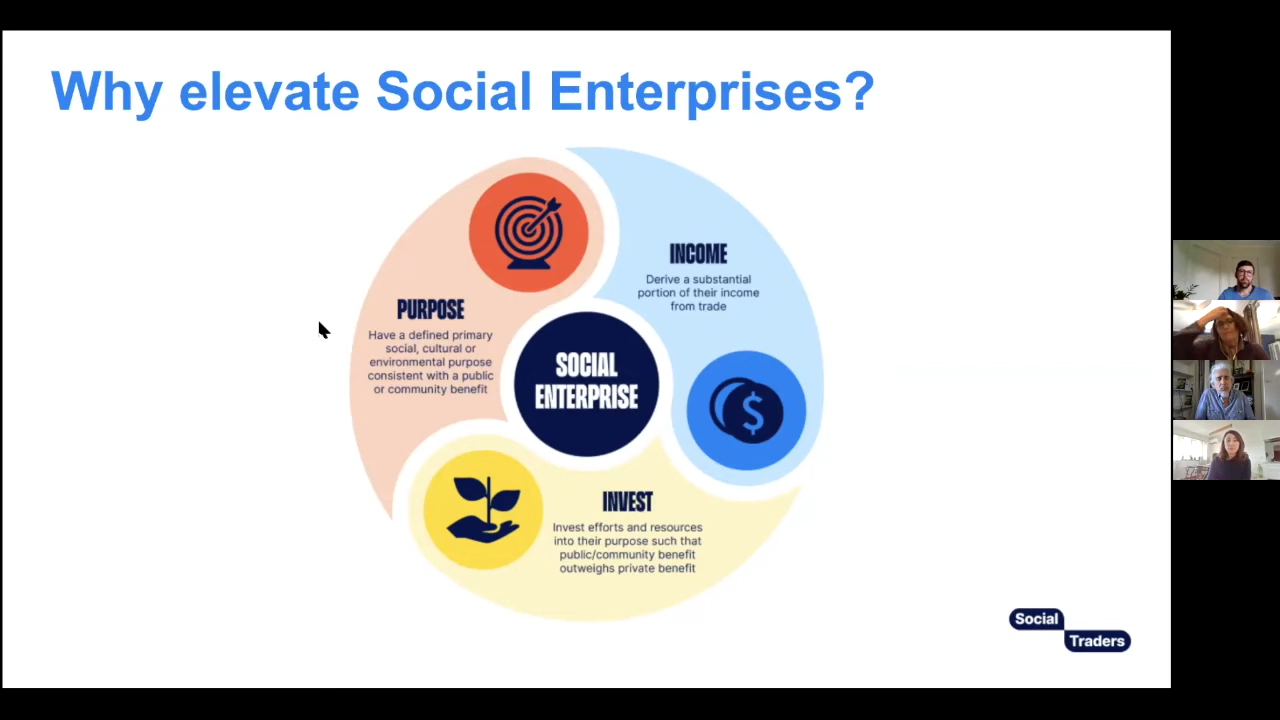 Why elevate Social Enterprises?
PURPOSE
Have a defined primary
social, cultural or
environmental purpose
consistent with a public
or community benefit
INCOME
Derive a substantial
portion of their income
from trade
$
SOCIAL
ENTERPRISE
INVEST
Invest efforts and resources
into their purpose such that
public/community benefit
outweighs private benefit
Social
Traders